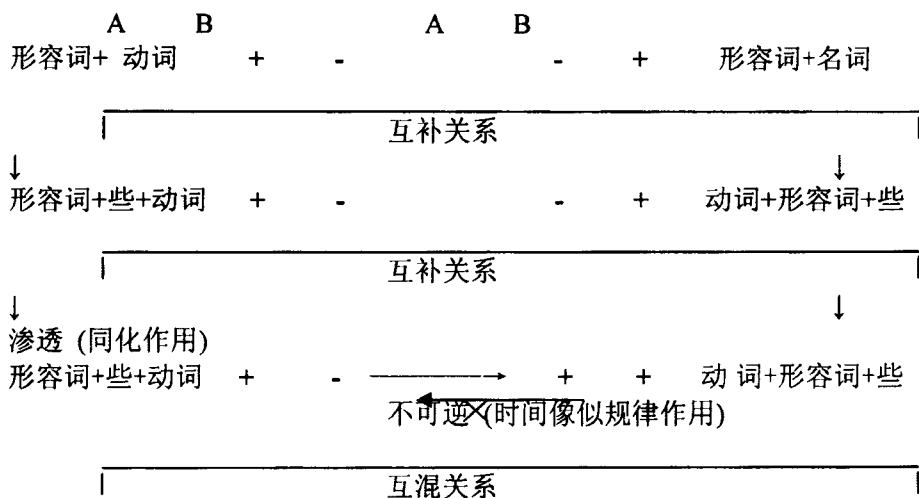 A B A B
形容词+ 动词 + - - + 形容词+名词
互补关系
↓ ↓
形容词+些+动词 + - - + 动词+形容词+些
互补关系
↓ ↓
渗透 (同化作用)
形容词+些+动词 + - → + + 动 词+形容词+些
不可逆×(时间像似规律作用)
互混关系